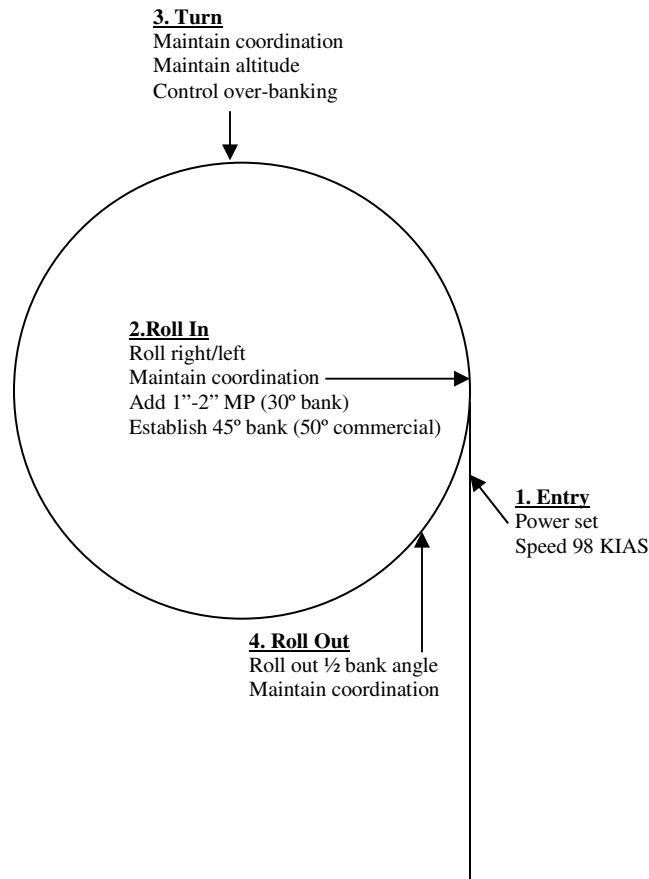 3. Turn
Maintain coordination
Maintain altitude
Control over-banking
2.Roll In
Roll right/left
Maintain coordination
Add 1”-2” MP (30º bank)
Establish 45º bank (50º commercial)
1. Entry
Power set
Speed 98 KIAS
4. Roll Out
Roll out ½ bank angle
Maintain coordination